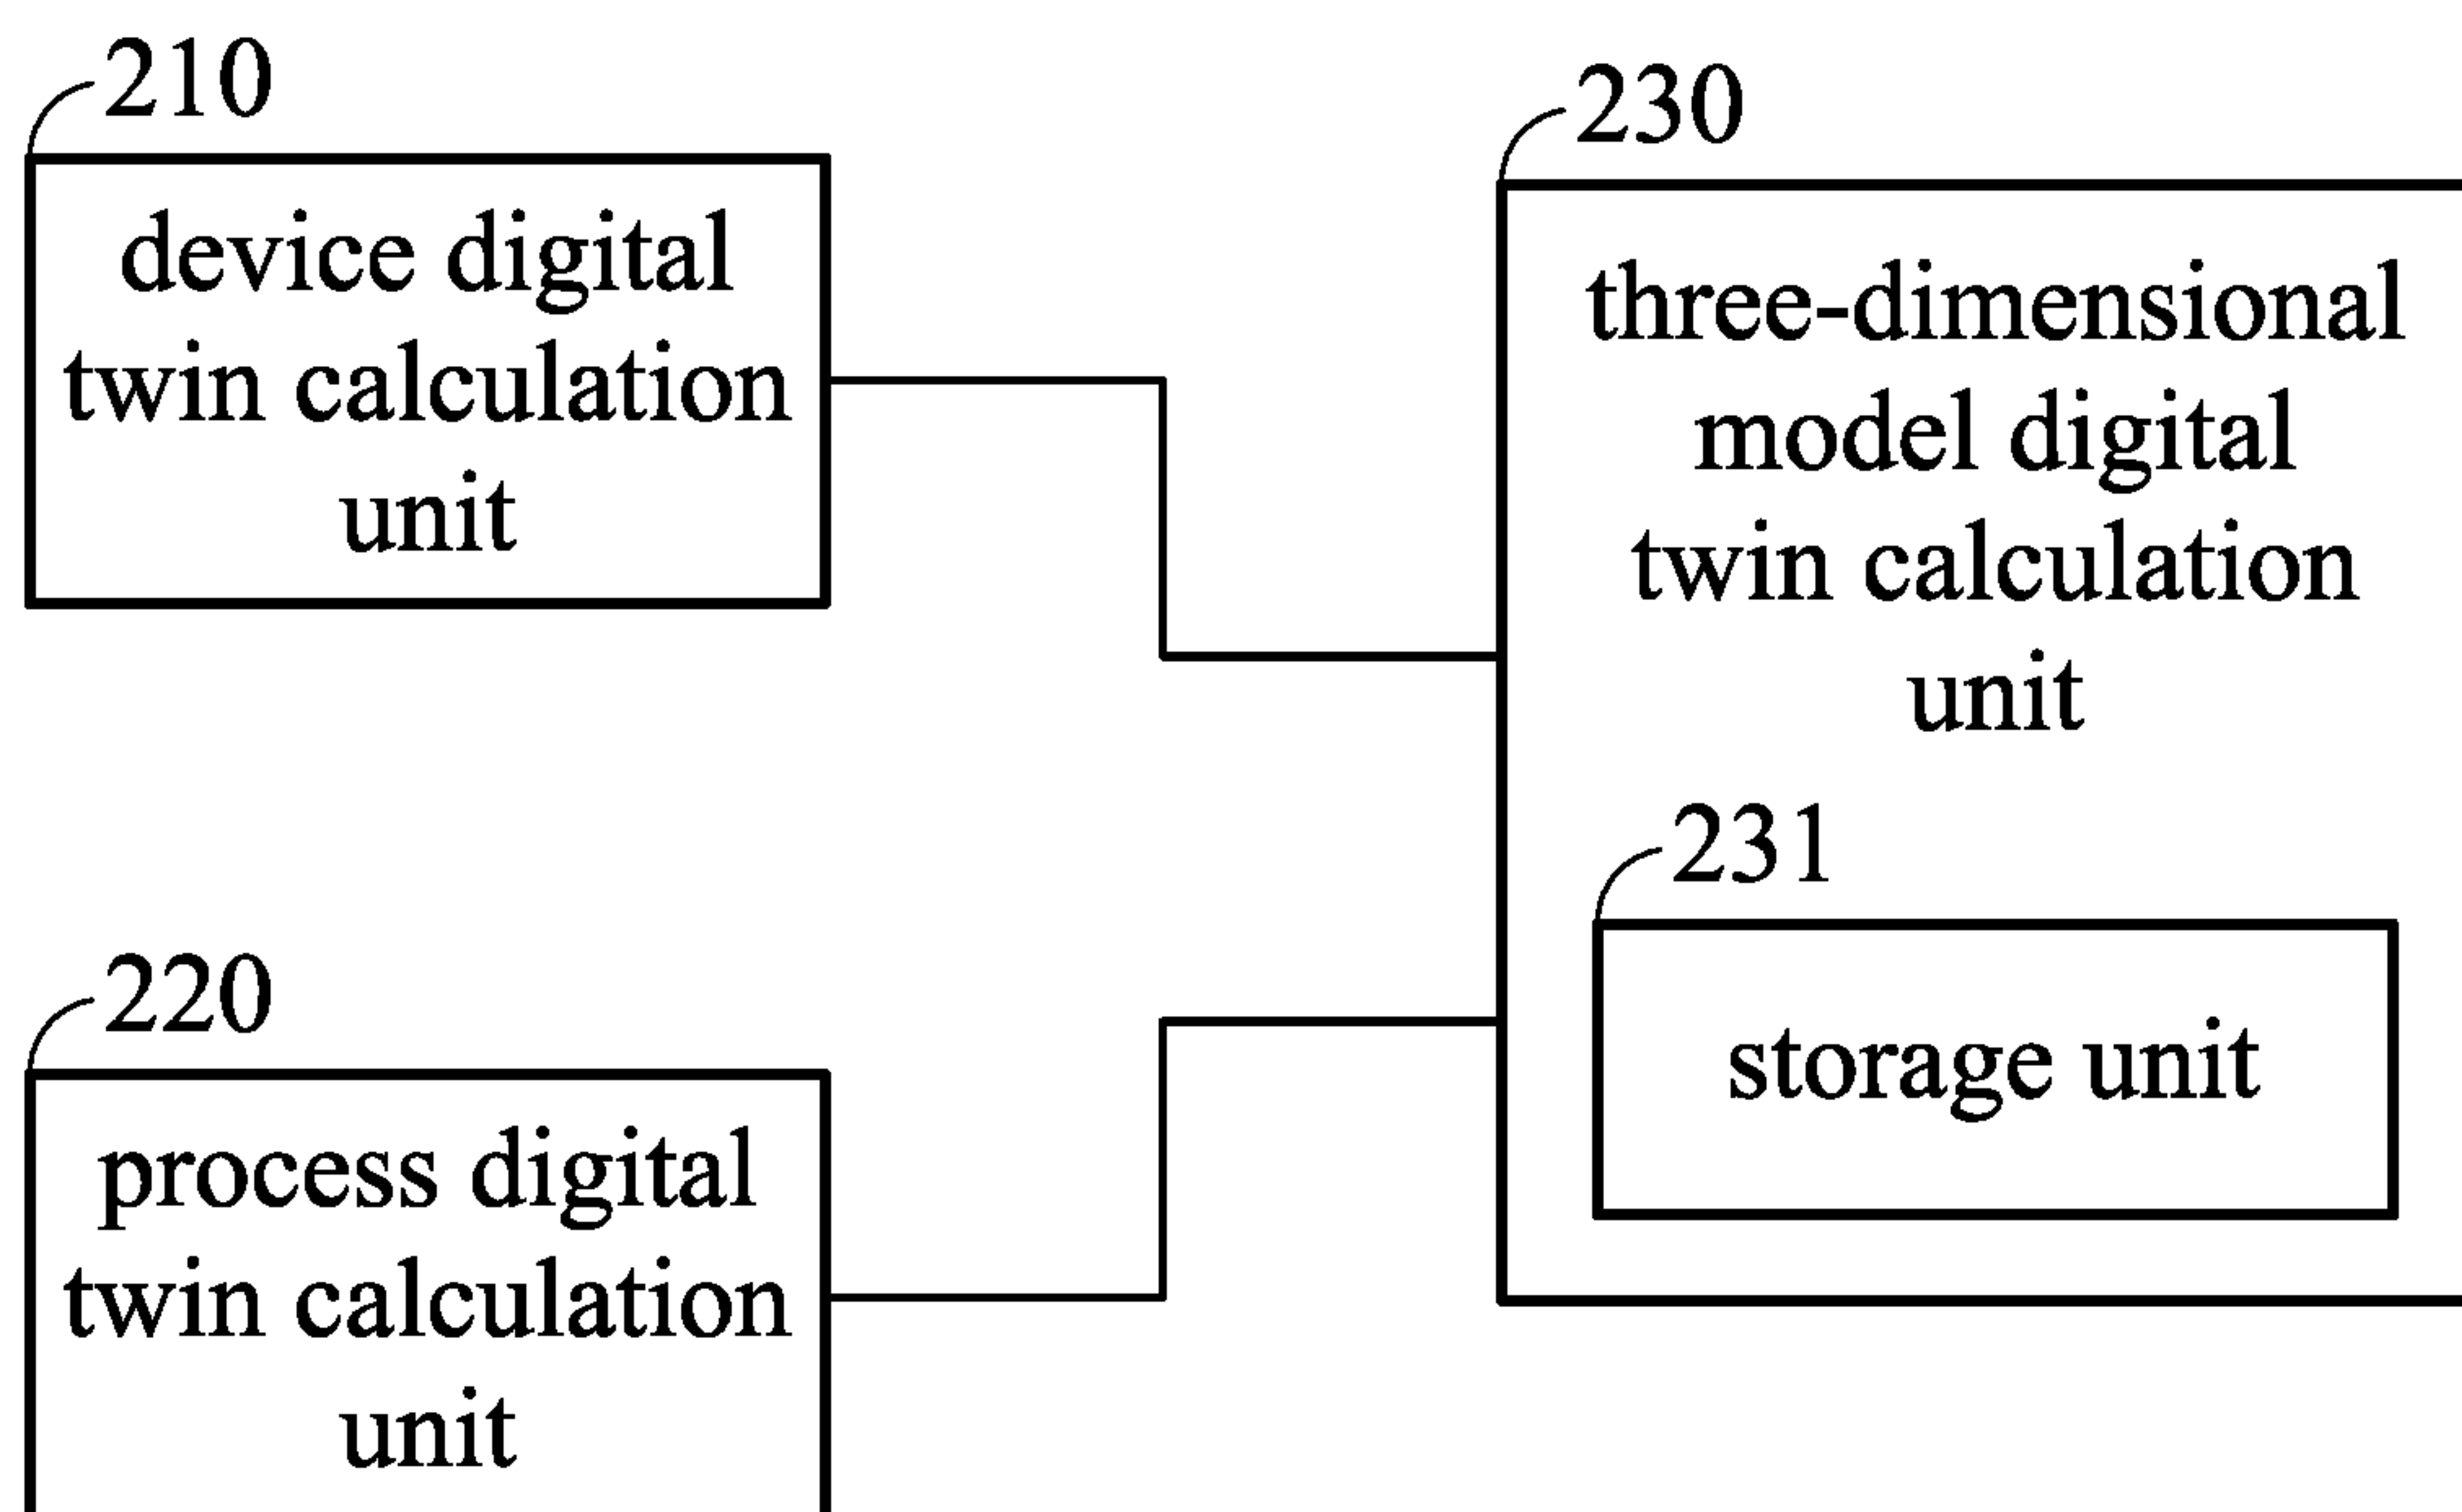 210
device digital
twin calculation
unit
220
process digital
twin calculation
unit
230
three-dimensional
model digital
twin calculation
unit
231
storage unit